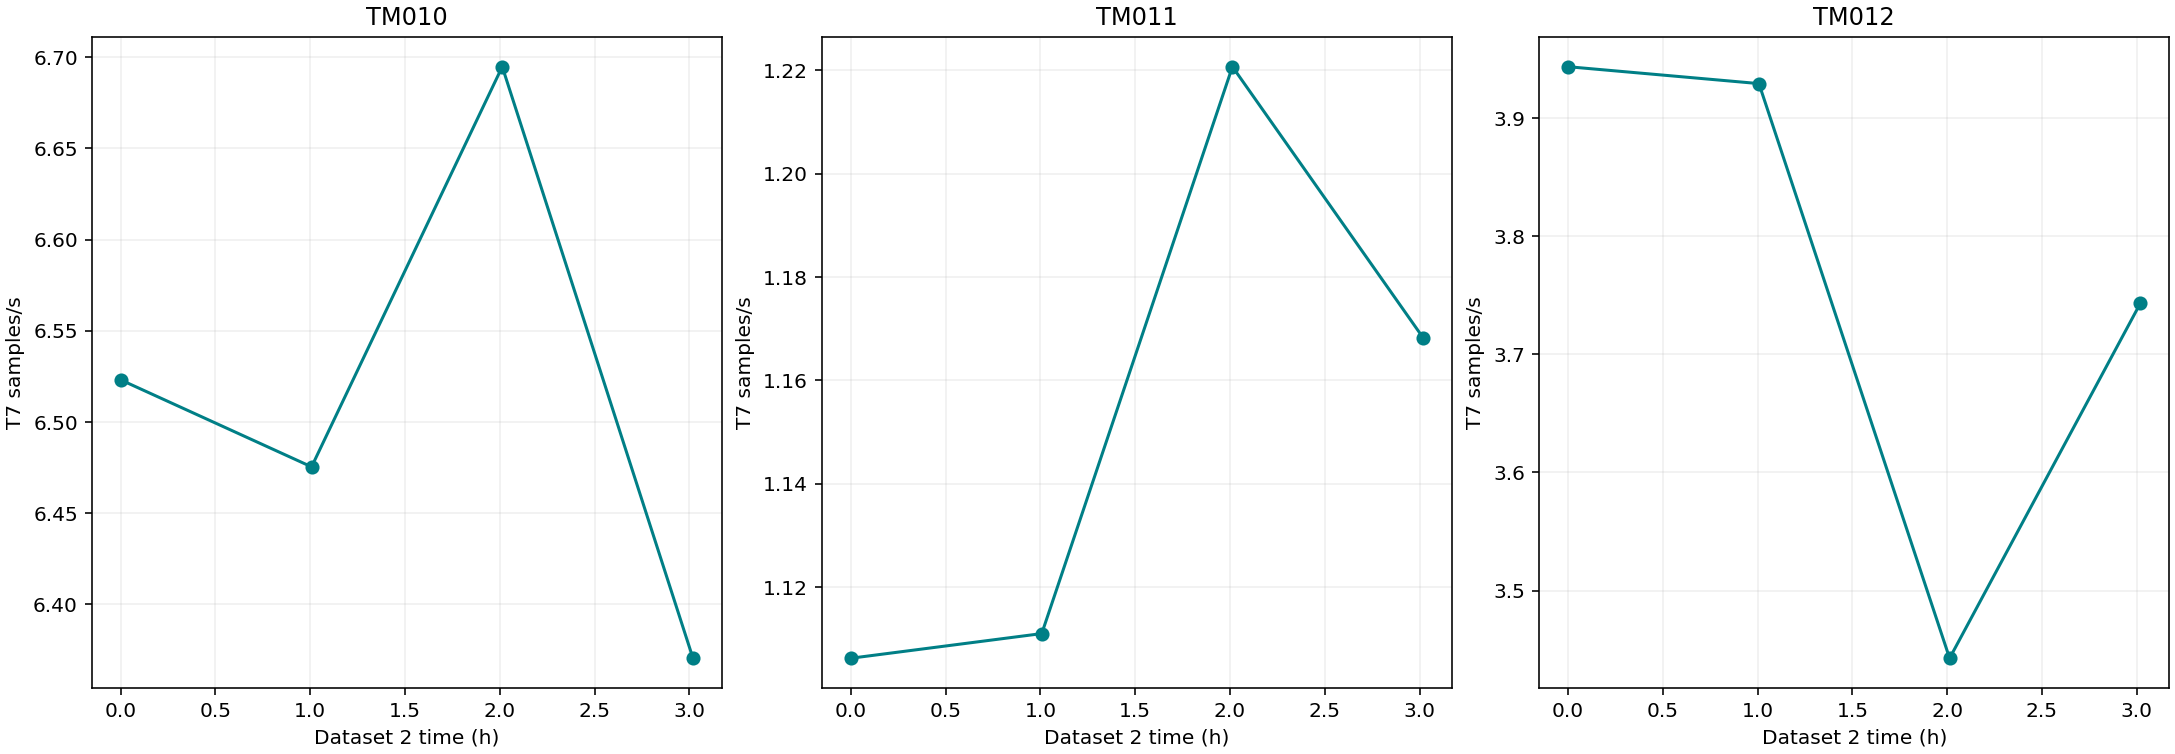 TM010
6.70
6.65
6.60
6.55
6.50
6.45
6.40
T7 samples/s
0.0 0.5 1.0 1.5 2.0 2.5 3.0
Dataset 2 time (h)
TM011
1.22
1.20
1.18
1.16
1.14
1.12
T7 samples/s
0.0 0.5 1.0 1.5 2.0 2.5 3.0
Dataset 2 time (h)
TM012
3.9
3.8
3.7
3.6
3.5
T7 samples/s
0.0 0.5 1.0 1.5 2.0 2.5 3.0
Dataset 2 time (h)